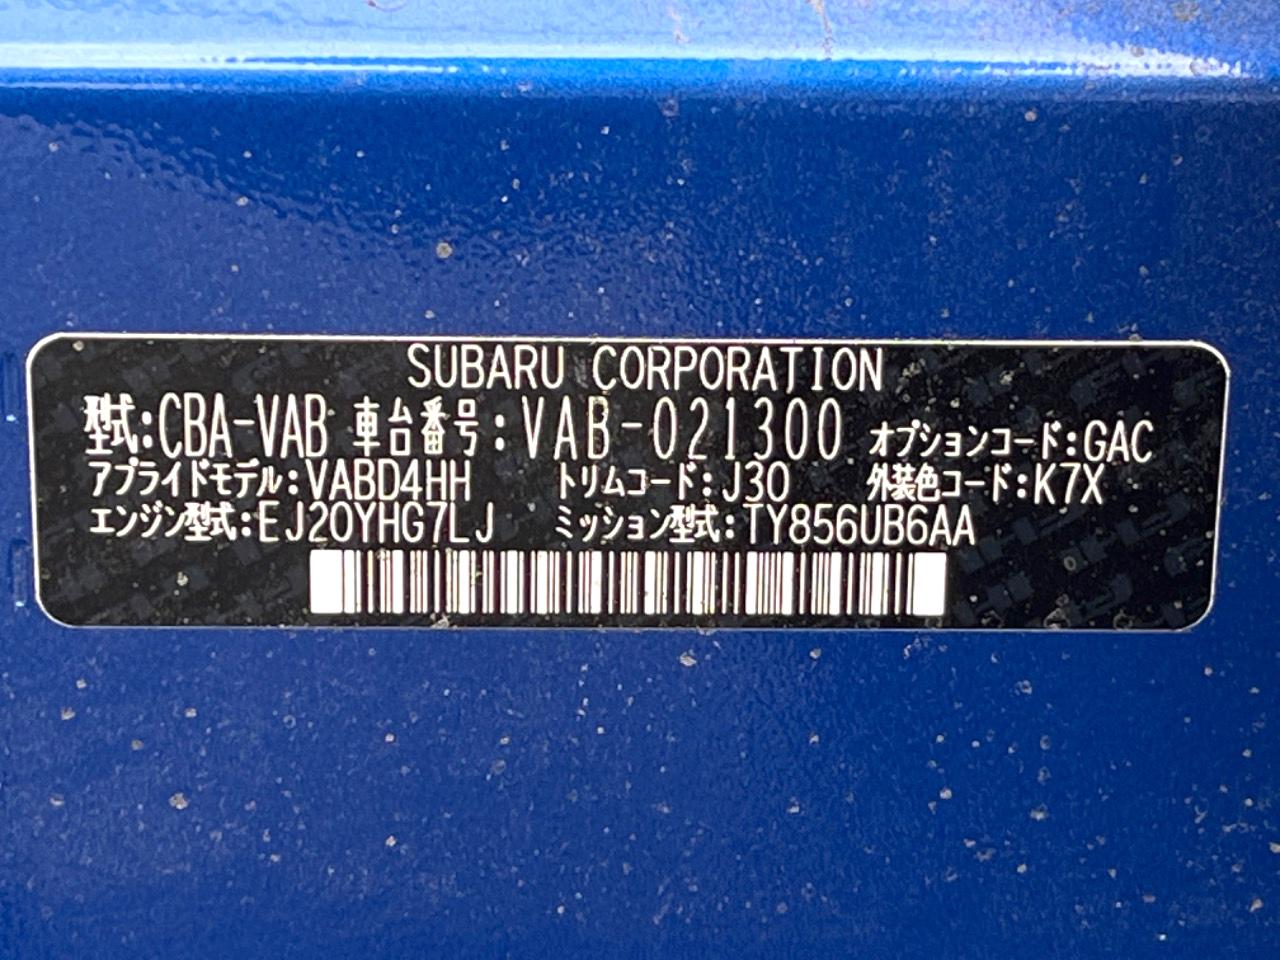 SUBARU CORPORATION
型式:CBA-VAB 車台番号:VAB-021300 オプションコード:GAC
アプライドモデル:VABD4HH トリムコード:J30 外装色コード:K7X
エンジン型式:EJ20YHG7LJ ミッション型式:TY856UB6AA